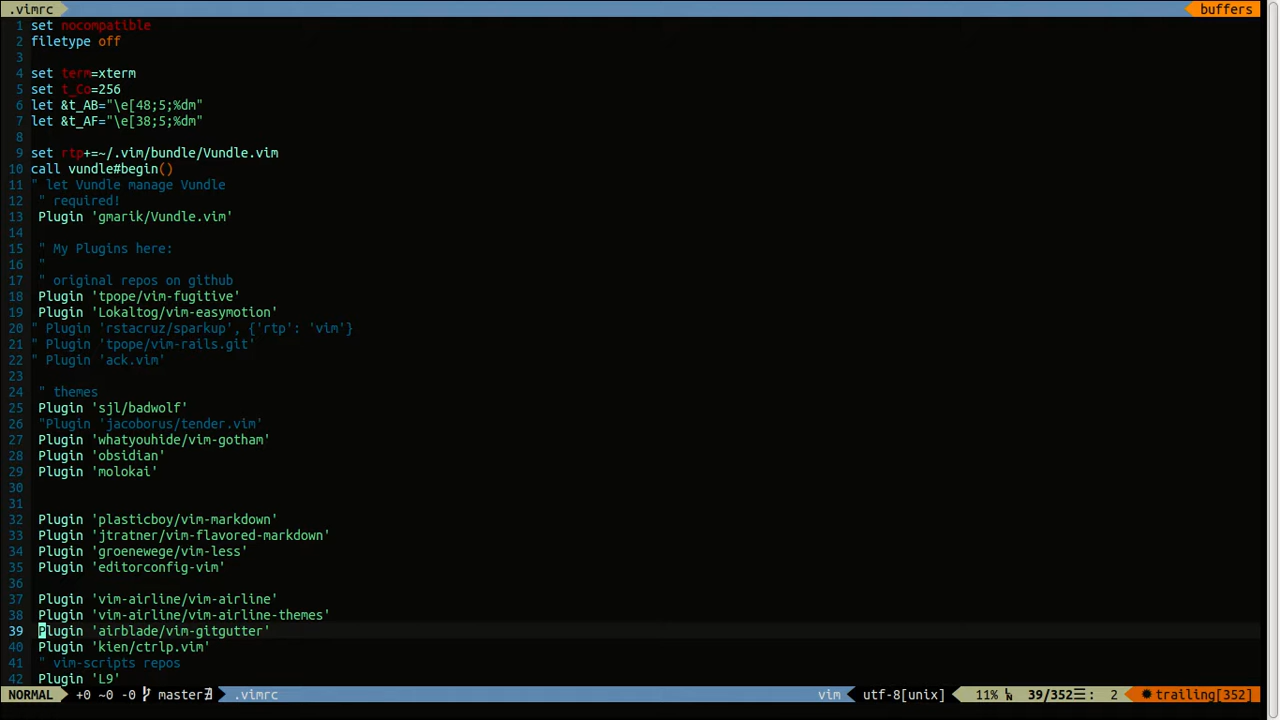 .vimrc buffers
1 set nocompatible
2 filetype off
3
4 set term=xterm
5 set t_Co=256
6 let &t_AB="\e[48;5;%dm"
7 let &t_AF="\e[38;5;%dm"
8
9 set rtp+=~/.vim/bundle/Vundle.vim
10 call vundle#begin()
11 " let Vundle manage Vundle
12  " required!
13  Plugin 'gmarik/Vundle.vim'
14
15  " My Plugins here:
16  "
17  " original repos on github
18  Plugin 'tpope/vim-fugitive'
19  Plugin 'Lokaltog/vim-easymotion'
20 " Plugin 'rstacruz/sparkup', {'rtp': 'vim'}
21 " Plugin 'tpope/vim-rails.git'
22 " Plugin 'ack.vim'
23
24  " themes
25  Plugin 'sjl/badwolf'
26  "Plugin 'jacoborus/tender.vim'
27  Plugin 'whatyouhide/vim-gotham'
28  Plugin 'obsidian'
29  Plugin 'molokai'
30
31
32  Plugin 'plasticboy/vim-markdown'
33  Plugin 'jtratner/vim-flavored-markdown'
34  Plugin 'groenewege/vim-less'
35  Plugin 'editorconfig-vim'
36
37  Plugin 'vim-airline/vim-airline'
38  Plugin 'vim-airline/vim-airline-themes'
39  Plugin 'airblade/vim-gitgutter'
40  Plugin 'kien/ctrlp.vim'
41  " vim-scripts repos
42  Plugin 'L9'
NORMAL +0 ~0 -0 master∄ .vimrc vim utf-8[unix] 11% ㏑ 39/352☰: 2 ✹ trailing[352]